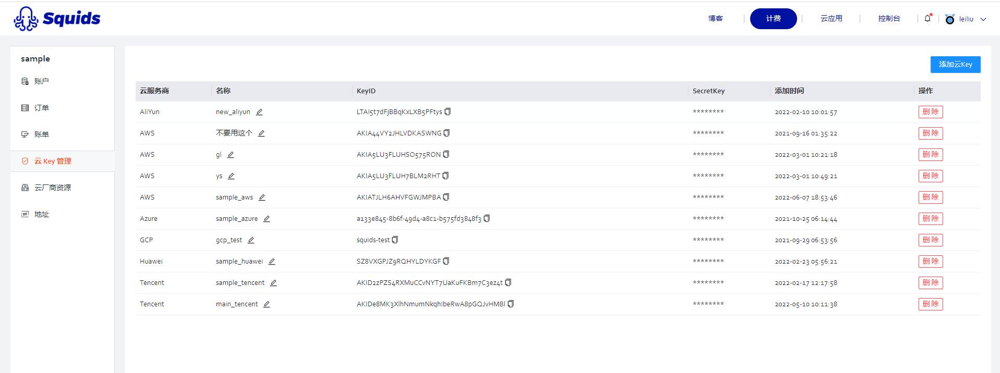 Squids
博客 计费 云应用 控制台 leiliu
sample
账户
订单
账单
云 Key 管理
云厂商资源
地址
添加云Key
云服务商 名称 KeyID SecretKey 添加时间 操作
AliYun new_aliyun LTAI5t7dFjBBqKxLXB5PFtys ******** 2022-02-10 10:01:57 删 除
AWS 不要用这个 AKIA44VY2JHLVDKASWNG ******** 2021-09-16 01:35:22 删 除
AWS gl AKIA5LU3FLUHSO575RON ******** 2022-03-01 10:21:18 删 除
AWS ys AKIA5LU3FLUH7BLM2RHT ******** 2022-03-01 10:49:21 删 除
AWS sample_aws AKIATJLH6AHVFGWJMPBA ******** 2022-06-07 18:53:46 删 除
Azure sample_azure a133e845-8b6f-49d4-a8c1-b575fd3848f3 ******** 2021-10-25 06:14:44 删 除
GCP gcp_test squids-test ******** 2021-09-29 06:53:56 删 除
Huawei sample_huawei SZ8VXGPJZ9RQHYLDYKGF ******** 2022-02-23 05:56:21 删 除
Tencent sample_tencent AKID2zPZS4RXMuCCvNYT7UaKuFKBm7C3ez4t ******** 2022-02-17 12:17:58 删 除
Tencent main_tencent AKIDe8MK3XlhNmumNkqhIbeRwA8pGQJvHMBl ******** 2022-05-10 10:11:38 删 除